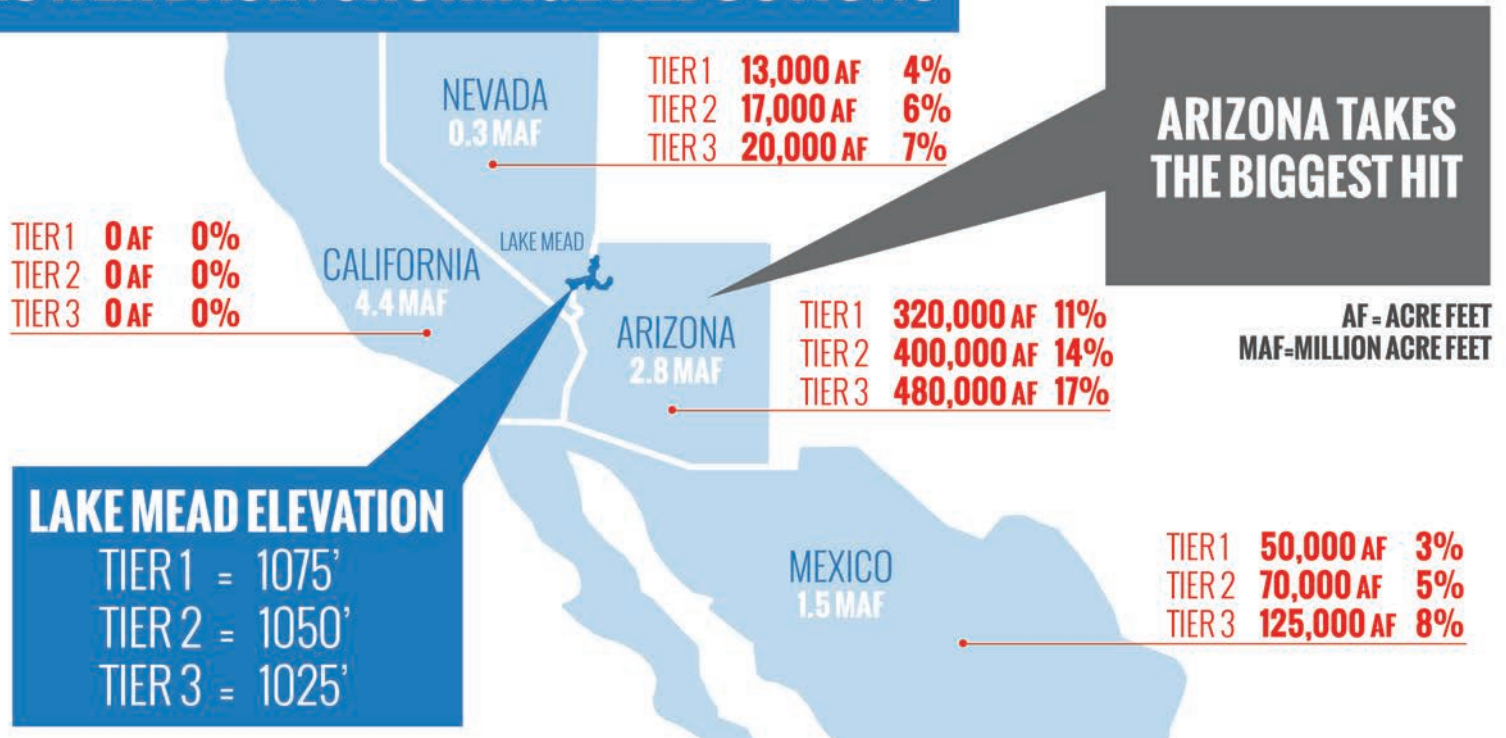 NEVADA
0.3 MAF
TIER 1 13,000 AF 4%
TIER 2 17,000 AF 6%
TIER 3 20,000 AF 7%
ARIZONA TAKES
THE BIGGEST HIT
TIER 1 0 AF 0%
TIER 2 0 AF 0%
TIER 3 0 AF 0%
CALIFORNIA
4.4 MAF
LAKE MEAD
ARIZONA
2.8 MAF
TIER 1 320,000 AF 11%
TIER 2 400,000 AF 14%
TIER 3 480,000 AF 17%
AF = ACRE FEET
MAF=MILLION ACRE FEET
LAKE MEAD ELEVATION
TIER 1 = 1075’
TIER 2 = 1050’
TIER 3 = 1025’
MEXICO
1.5 MAF
TIER 1 50,000 AF 3%
TIER 2 70,000 AF 5%
TIER 3 125,000 AF 8%